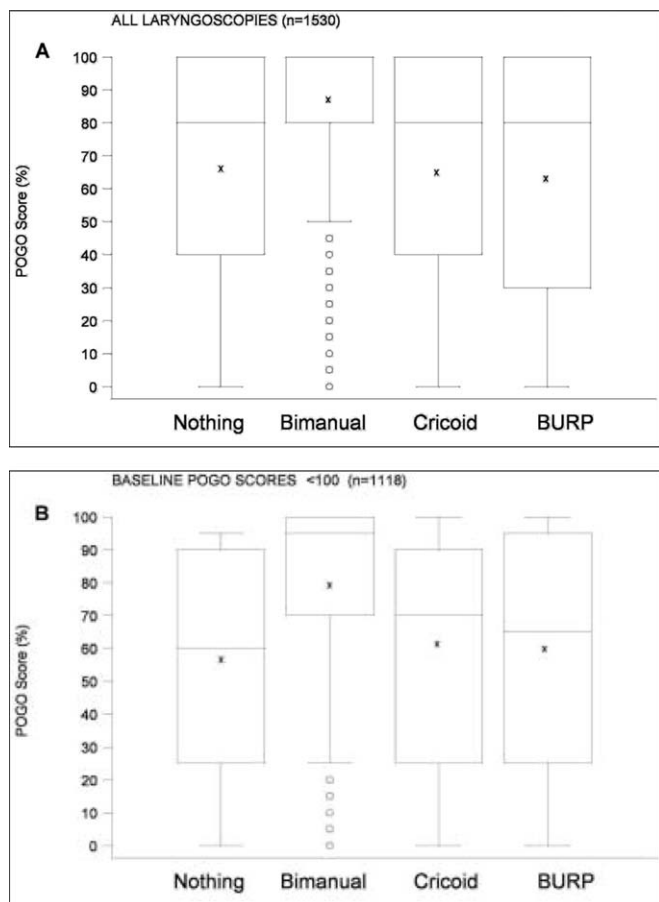 ALL LARYNGOSCOPIES (n=1530)
A
100
90
80
70
60
50
40
30
20
10
0
POGO Score (%)
Nothing Bimanual Cricoid BURP
BASELINE POGO SCORES <100 (n=1118)
B
100
90
80
70
60
50
40
30
20
10
0
POGO Score (%)
Nothing Bimanual Cricoid BURP